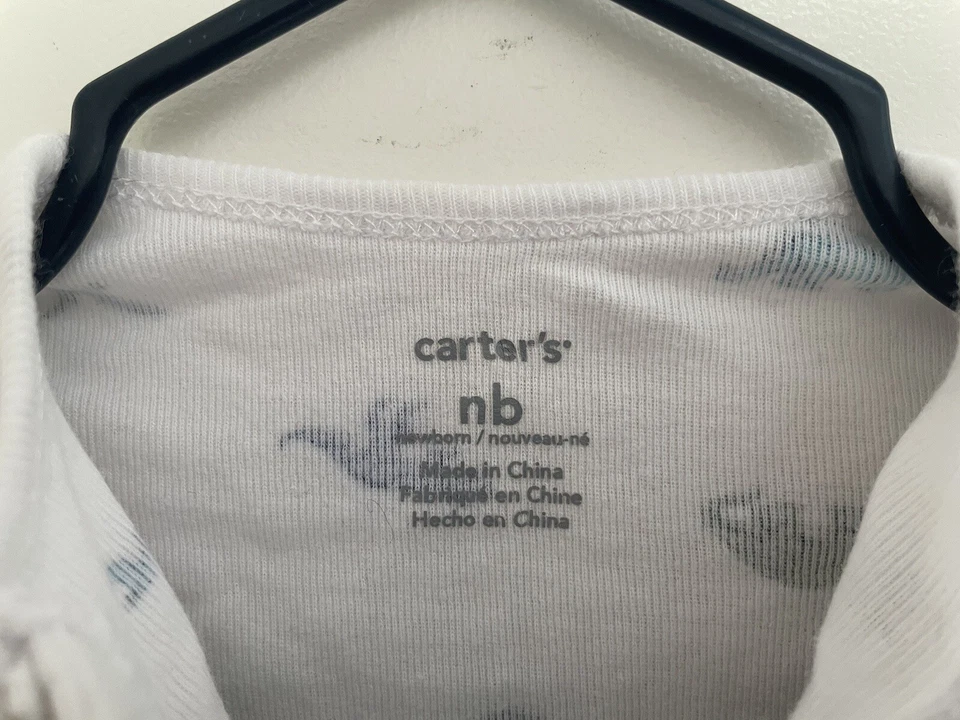 carter's
nb
newborn / nouveau-né
Made in China
Fabriqué en Chine
Hecho en China